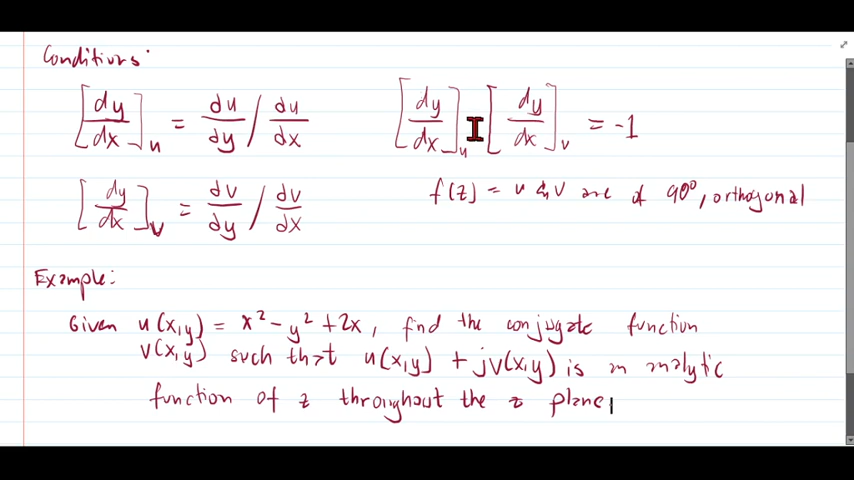 Conditions:
[dy/dx]u = du/dy / du/dx
[dy/dx]u [dy/dx]v = -1
[dy/dx]v = dv/dy / dv/dx
f(z) = u & v are at 90°, orthogonal
Example:
Given u(x,y) = x² - y² + 2x, find the conjugate function
v(x,y) such that u(x,y) + jv(x,y) is an analytic
function of z throughout the z plane